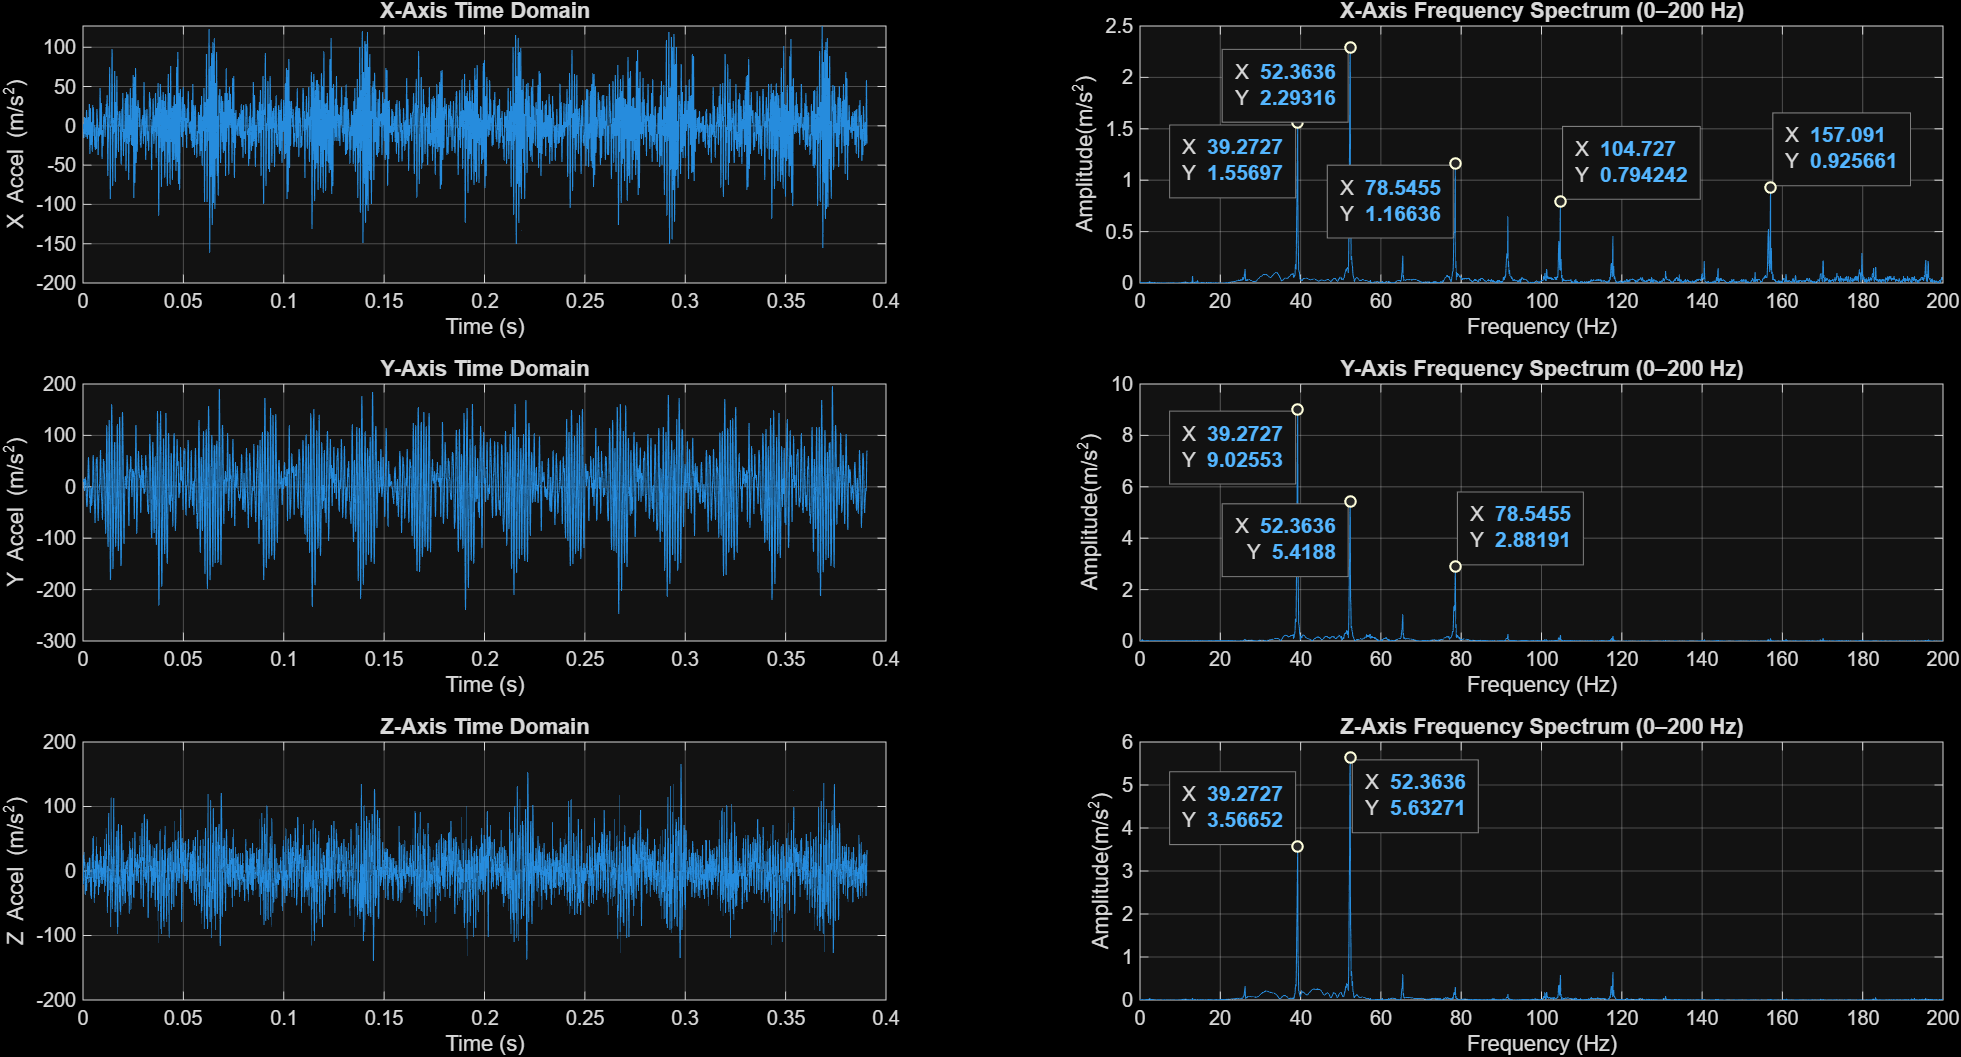 X-Axis Time Domain
100
50
0
-50
-100
-150
-200
X Accel (m/s²)
0 0.05 0.1 0.15 0.2 0.25 0.3 0.35 0.4
Time (s)
X-Axis Frequency Spectrum (0–200 Hz)
2.5
2
1.5
1
0.5
0
Amplitude(m/s²)
X 52.3636
Y 2.29316
X 39.2727
Y 1.55697
X 78.5455
Y 1.16636
X 104.727
Y 0.794242
X 157.091
Y 0.925661
0 20 40 60 80 100 120 140 160 180 200
Frequency (Hz)
Y-Axis Time Domain
200
100
0
-100
-200
-300
Y Accel (m/s²)
0 0.05 0.1 0.15 0.2 0.25 0.3 0.35 0.4
Time (s)
Y-Axis Frequency Spectrum (0–200 Hz)
10
8
6
4
2
0
Amplitude(m/s²)
X 39.2727
Y 9.02553
X 52.3636
Y 5.4188
X 78.5455
Y 2.88191
0 20 40 60 80 100 120 140 160 180 200
Frequency (Hz)
Z-Axis Time Domain
200
100
0
-100
-200
Z Accel (m/s²)
0 0.05 0.1 0.15 0.2 0.25 0.3 0.35 0.4
Time (s)
Z-Axis Frequency Spectrum (0–200 Hz)
6
5
4
3
2
1
0
Amplitude(m/s²)
X 39.2727
Y 3.56652
X 52.3636
Y 5.63271
0 20 40 60 80 100 120 140 160 180 200
Frequency (Hz)